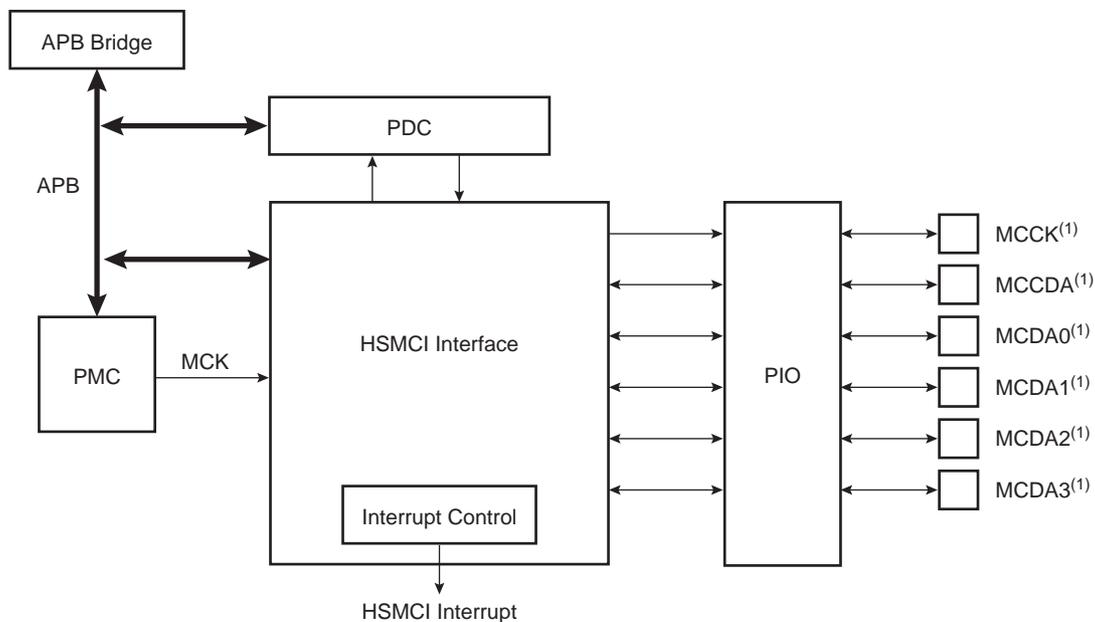 APB Bridge
PDC
APB
MCCK(1)
MCCDA(1)
HSMCI Interface
MCDA0(1)
MCK
PMC
PIO
MCDA1(1)
MCDA2(1)
MCDA3(1)
Interrupt Control
HSMCI Interrupt